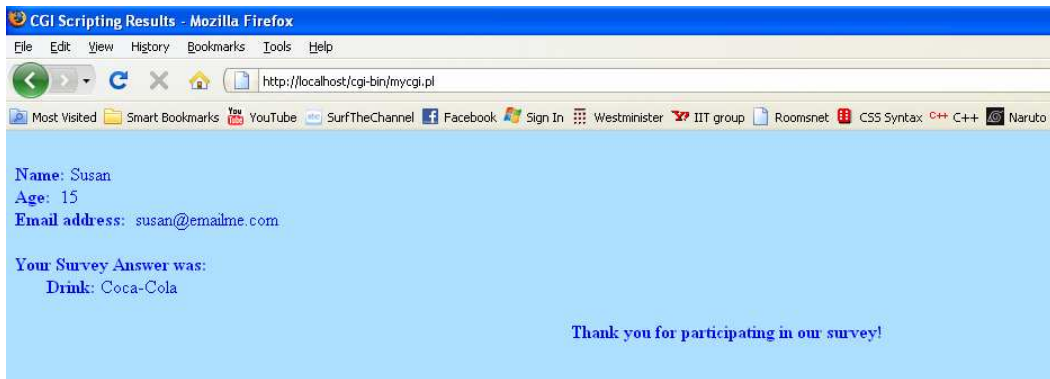 CGI Scripting Results - Mozilla Firefox
File Edit View History Bookmarks Tools Help
http://localhost/cgi-bin/mycgi.pl
Most Visited Smart Bookmarks You Tube YouTube SurfTheChannel Facebook Sign In Westminister IIT group Roomsnet CSS Syntax C++ C++ Naruto
Name: Susan
Age: 15
Email address: susan@emailme.com
Your Survey Answer was:
Drink: Coca-Cola
Thank you for participating in our survey!